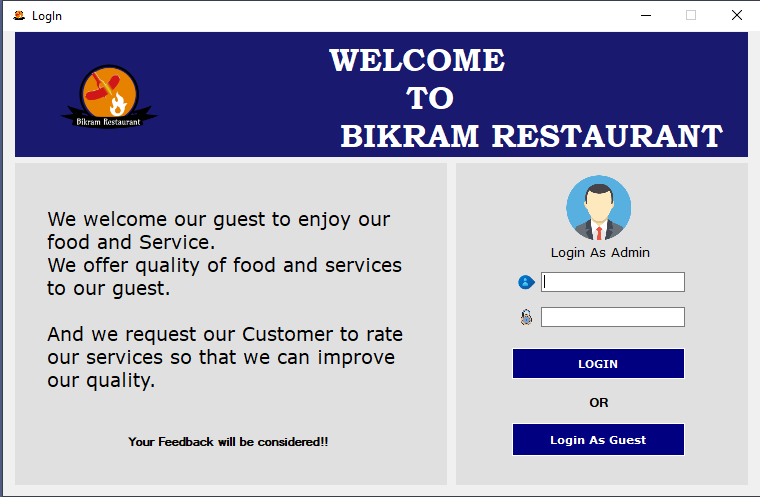 LogIn
WELCOME
TO
BIKRAM RESTAURANT
Bikram Restaurant
We welcome our guest to enjoy our
food and Service.
We offer quality of food and services
to our guest.
And we request our Customer to rate
our services so that we can improve
our quality.
Your Feedback will be considered!!
Login As Admin
LOGIN
OR
Login As Guest